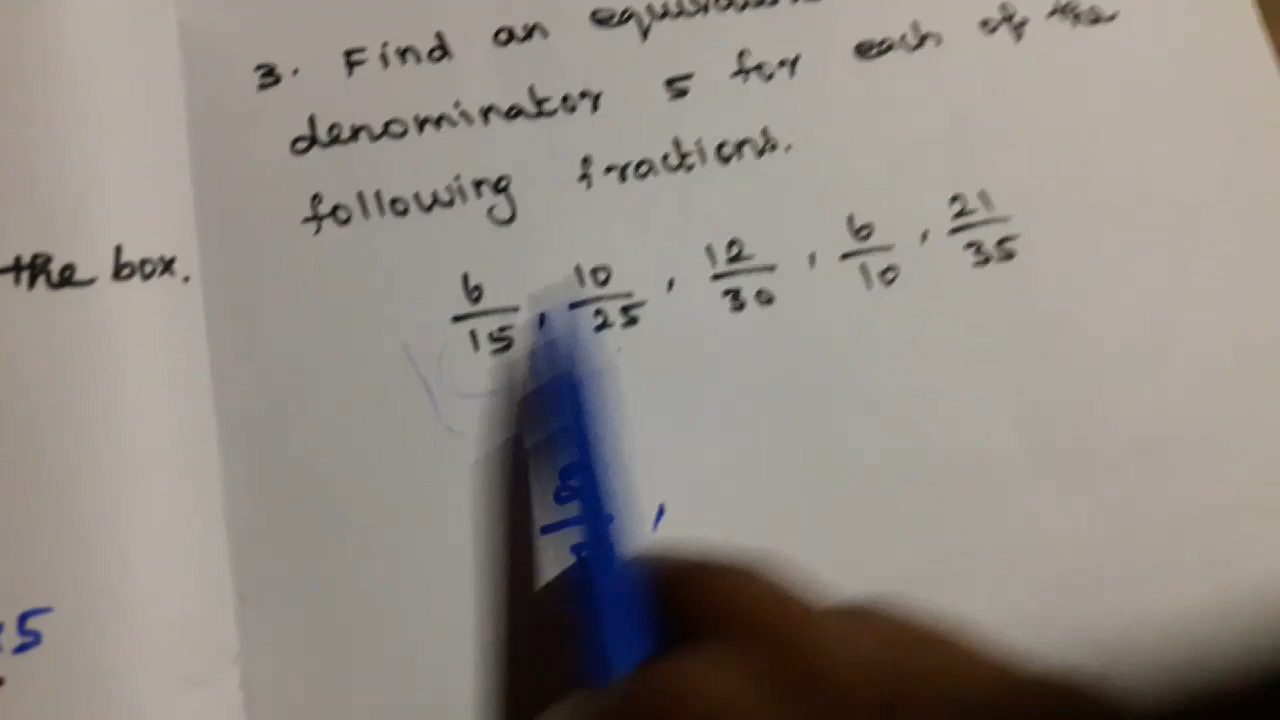 3. Find an
denominator 5 for each of the
following fractions.
6/15, 10/25, 12/30, 6/10, 21/35
the box.
5